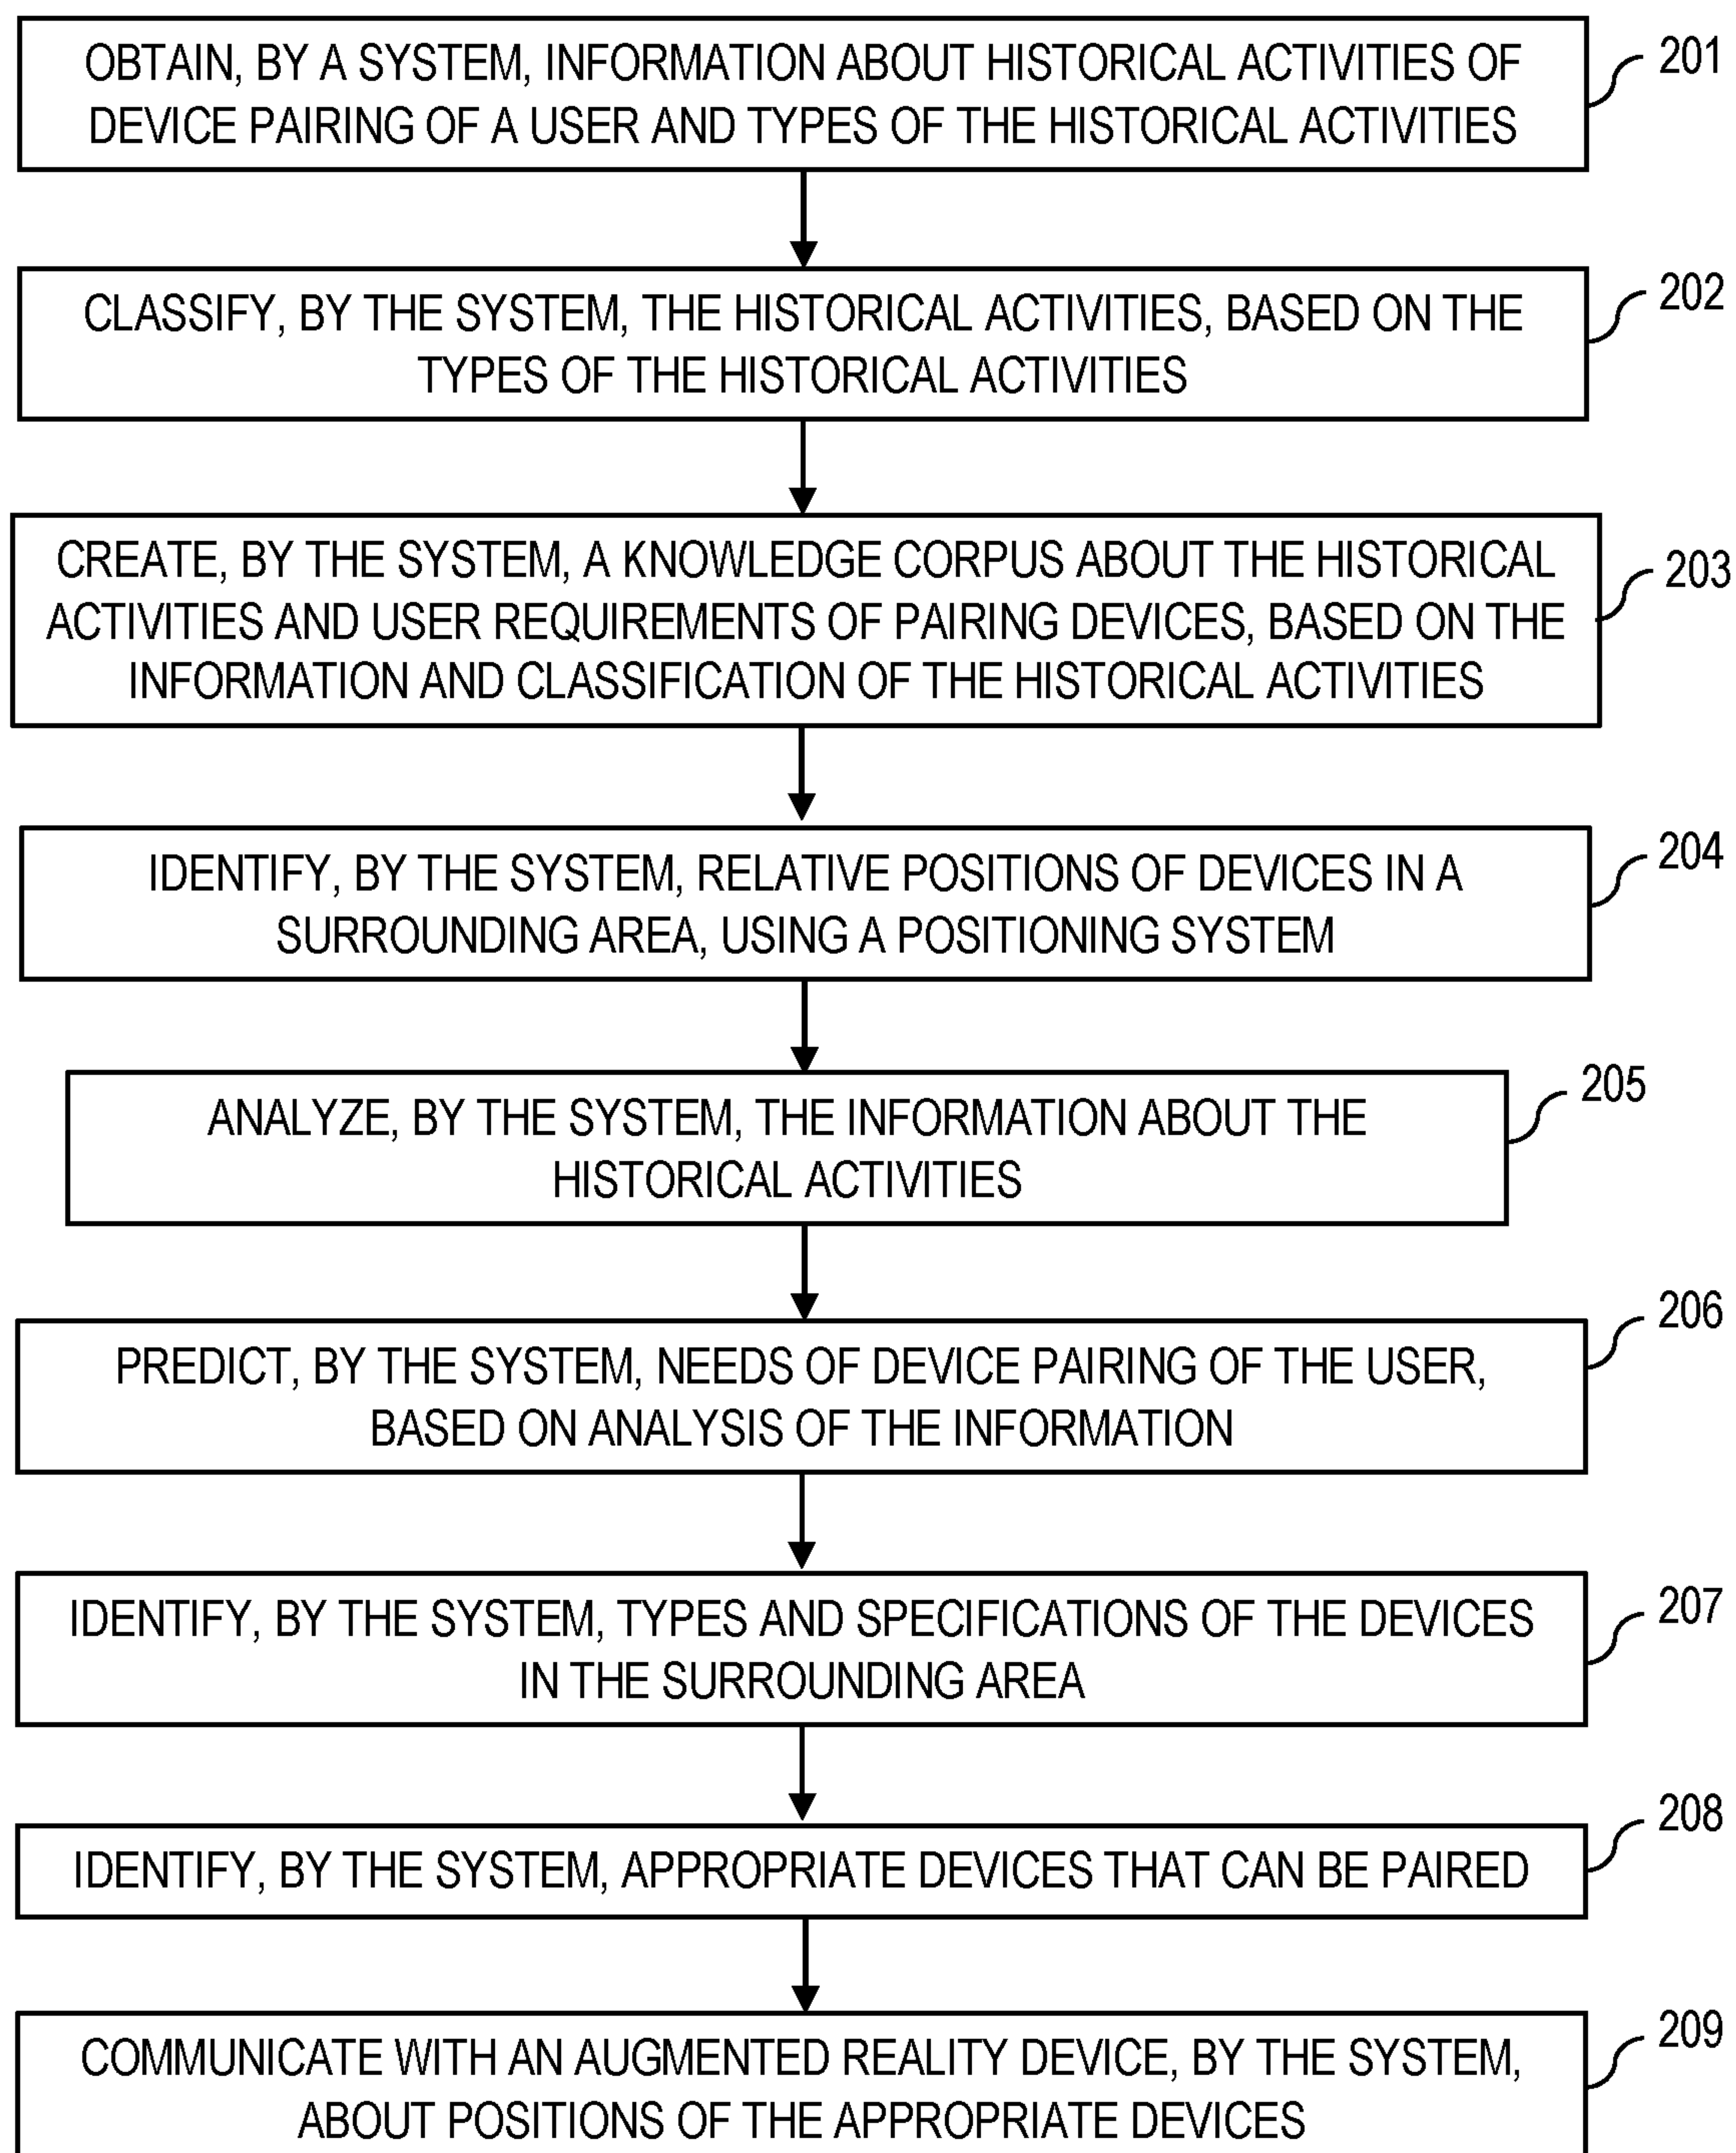 OBTAIN, BY A SYSTEM, INFORMATION ABOUT HISTORICAL ACTIVITIES OF
DEVICE PAIRING OF A USER AND TYPES OF THE HISTORICAL ACTIVITIES
201
CLASSIFY, BY THE SYSTEM, THE HISTORICAL ACTIVITIES, BASED ON THE
TYPES OF THE HISTORICAL ACTIVITIES
202
CREATE, BY THE SYSTEM, A KNOWLEDGE CORPUS ABOUT THE HISTORICAL
ACTIVITIES AND USER REQUIREMENTS OF PAIRING DEVICES, BASED ON THE
INFORMATION AND CLASSIFICATION OF THE HISTORICAL ACTIVITIES
203
IDENTIFY, BY THE SYSTEM, RELATIVE POSITIONS OF DEVICES IN A
SURROUNDING AREA, USING A POSITIONING SYSTEM
204
ANALYZE, BY THE SYSTEM, THE INFORMATION ABOUT THE
HISTORICAL ACTIVITIES
205
PREDICT, BY THE SYSTEM, NEEDS OF DEVICE PAIRING OF THE USER,
BASED ON ANALYSIS OF THE INFORMATION
206
IDENTIFY, BY THE SYSTEM, TYPES AND SPECIFICATIONS OF THE DEVICES
IN THE SURROUNDING AREA
207
IDENTIFY, BY THE SYSTEM, APPROPRIATE DEVICES THAT CAN BE PAIRED
208
COMMUNICATE WITH AN AUGMENTED REALITY DEVICE, BY THE SYSTEM,
ABOUT POSITIONS OF THE APPROPRIATE DEVICES
209